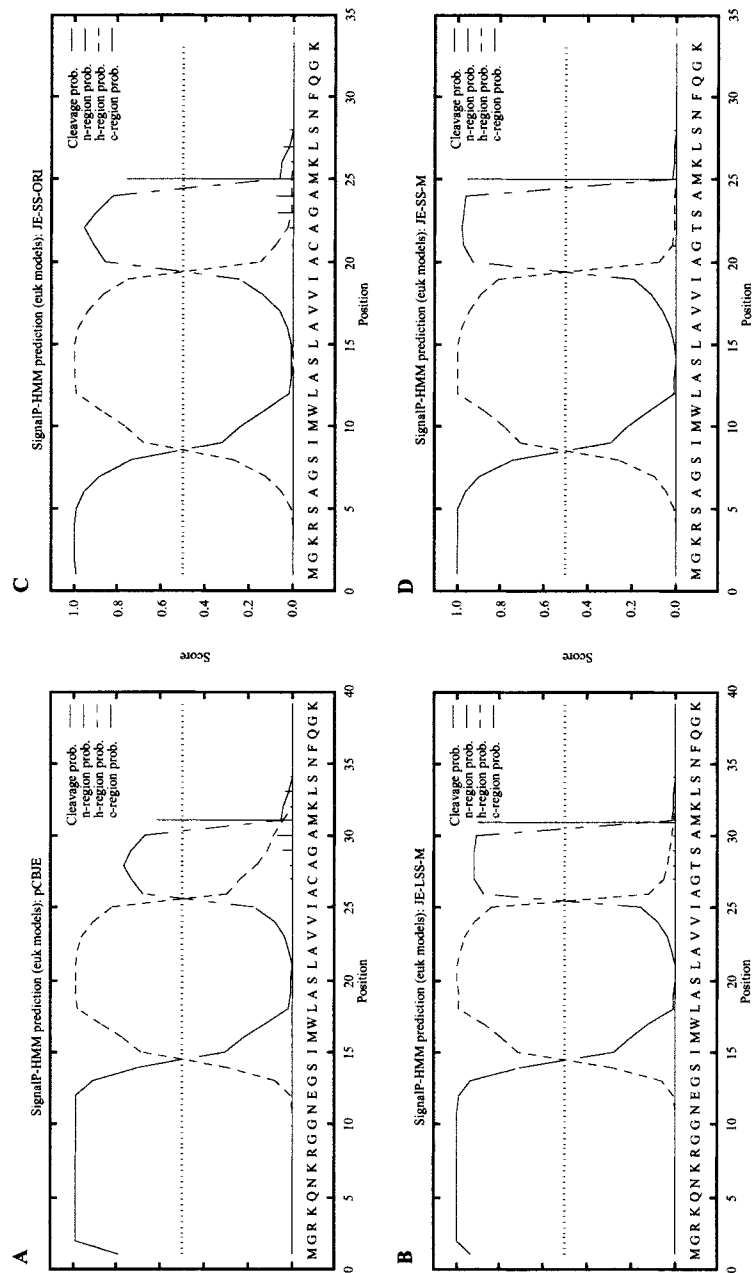 A
SignalP-HMM prediction (euk models): pCBJE
Cleavage prob.
n-region prob.
h-region prob.
c-region prob.
M G R K Q N K R G G N E G S I M W L A S L A V V I A C A G A M K L S N F Q G K
0 5 10 15 20 25 30 35 40
Position
C
SignalP-HMM prediction (euk models): JE-SS-ORI
1.0
0.8
0.6
0.4
0.2
0.0
Cleavage prob.
n-region prob.
h-region prob.
c-region prob.
M G K R S A G S I M W L A S L A V V I A C A G A M K L S N F Q G K
0 5 10 15 20 25 30 35
Position
Score
B
SignalP-HMM prediction (euk models): JE-LSS-M
Cleavage prob.
n-region prob.
h-region prob.
c-region prob.
M G R K Q N K R G G N E G S I M W L A S L A V V I A G T S A M K L S N F Q G K
0 5 10 15 20 25 30 35 40
Position
D
SignalP-HMM prediction (euk models): JE-SS-M
1.0
0.8
0.6
0.4
0.2
0.0
Cleavage prob.
n-region prob.
h-region prob.
c-region prob.
M G K R S A G S I M W L A S L A V V I A G T S A M K L S N F Q G K
0 5 10 15 20 25 30 35
Position